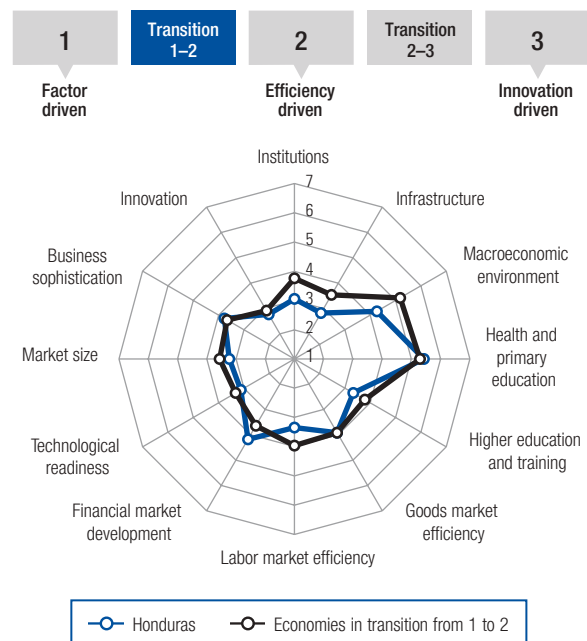 1
Transition
1–2
2
Transition
2–3
3
Factor
driven
Efficiency
driven
Innovation
driven
Institutions
Innovation
Infrastructure
Business
sophistication
Macroeconomic
environment
Market size
Health and
primary
education
Technological
readiness
Higher education
and training
Financial market
development
Goods market
efficiency
Labor market efficiency
7
6
5
4
3
2
1
Honduras
Economies in transition from 1 to 2